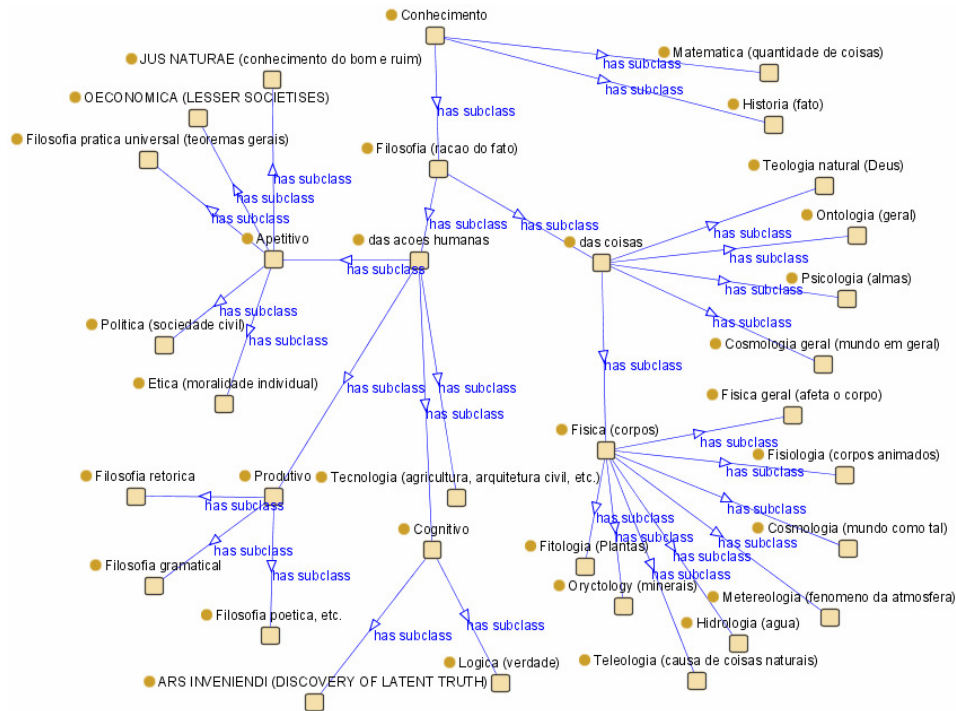 Conhecimento
JUS NATURAE (conhecimento do bom e ruim)
Matematica (quantidade de coisas)
has subclass
has subclass
OECONOMICA (LESSER SOCIETISES)
has subclass
Historia (fato)
has subclass
Filosofia pratica universal (teoremas gerais)
Filosofia (racao do fato)
Teologia natural (Deus)
has subclass
has subclass
has subclass
has subclass
has subclass
has subclass
Ontologia (geral)
Apetitivo
das acoes humanas
das coisas
has subclass
has subclass
has subclass
Psicologia (almas)
has subclass
has subclass
Politica (sociedade civil)
has subclass
Cosmologia geral (mundo em geral)
Etica (moralidade individual)
has subclass
has subclass
has subclass
has subclass
Fisica geral (afeta o corpo)
Fisica (corpos)
has subclass
Fisiologia (corpos animados)
has subclass
Filosofia retorica
Produtivo
Tecnologia (agricultura, arquitetura civil, etc.)
has subclass
has subclass
Cosmologia (mundo como tal)
Cognitivo
has subclass
has subclass
has subclass
Fitologia (Plantas)
has subclass
has subclass
has subclass
Filosofia gramatical
Oryctology (minerais)
Metereologia (fenomeno da atmosfera)
Filosofia poetica, etc.
Hidrologia (agua)
has subclass
has subclass
Logica (verdade)
Teleologia (causa de coisas naturais)
ARS INVENIENDI (DISCOVERY OF LATENT TRUTH)